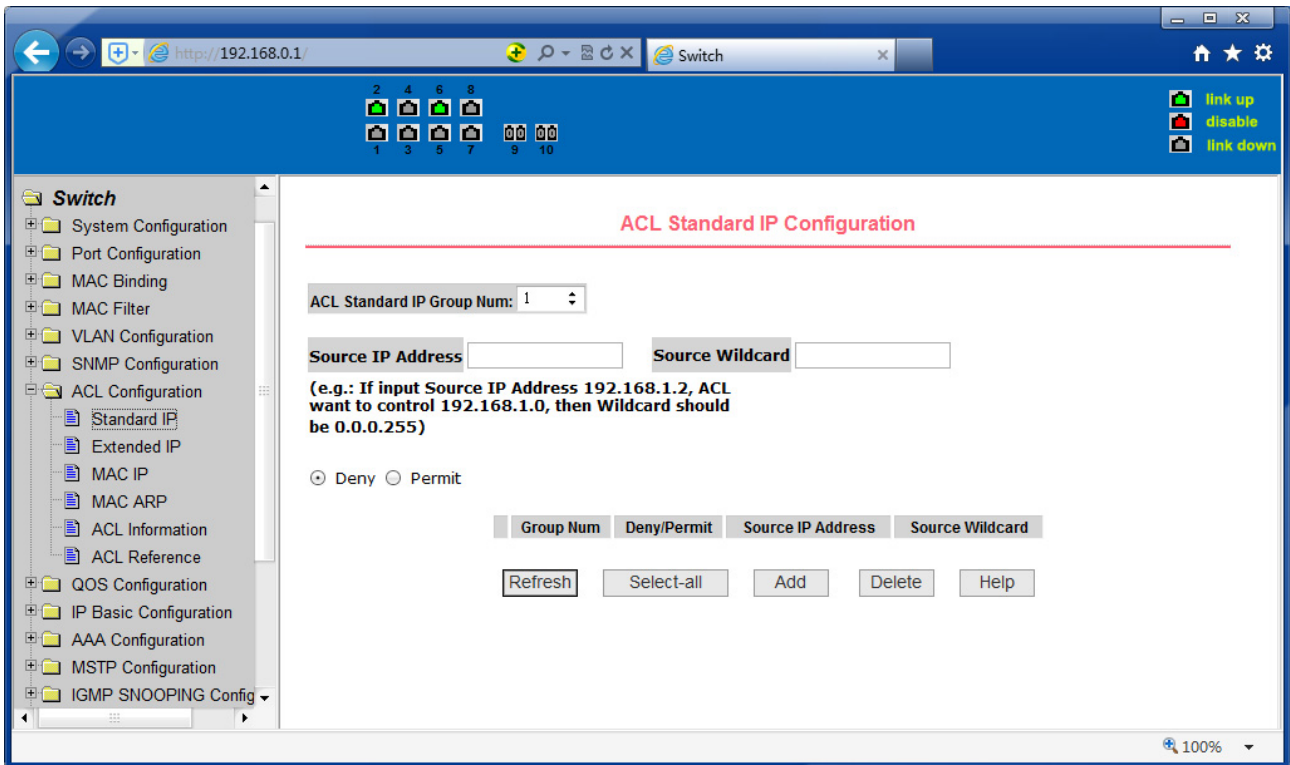 http://192.168.0.1/
Switch
2 4 6 8
1 3 5 7 9 10
link up
disable
link down
Switch
System Configuration
Port Configuration
MAC Binding
MAC Filter
VLAN Configuration
SNMP Configuration
ACL Configuration
Standard IP
Extended IP
MAC IP
MAC ARP
ACL Information
ACL Reference
QOS Configuration
IP Basic Configuration
AAA Configuration
MSTP Configuration
IGMP SNOOPING Config
ACL Standard IP Configuration
ACL Standard IP Group Num: 1
Source IP Address Source Wildcard
(e.g.: If input Source IP Address 192.168.1.2, ACL
want to control 192.168.1.0, then Wildcard should
be 0.0.0.255)
Deny Permit
Group Num Deny/Permit Source IP Address Source Wildcard
Refresh Select-all Add Delete Help
100%